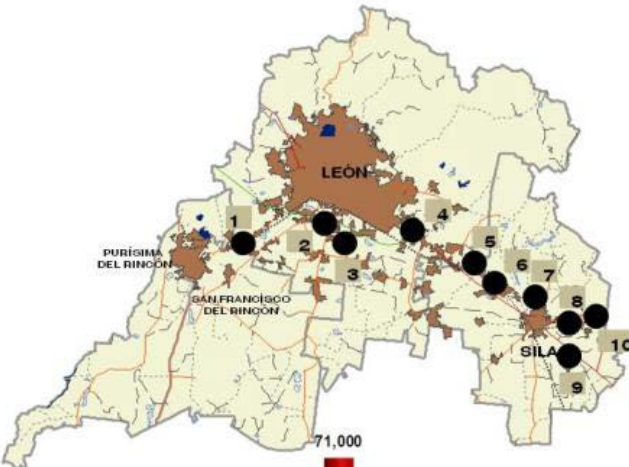 LEÓN
1
4
2
PURÍSIMA
DEL RINCÓN
3
5
6
7
SAN FRANCISCO
DEL RINCÓN
8
10
SILA
9
71,000